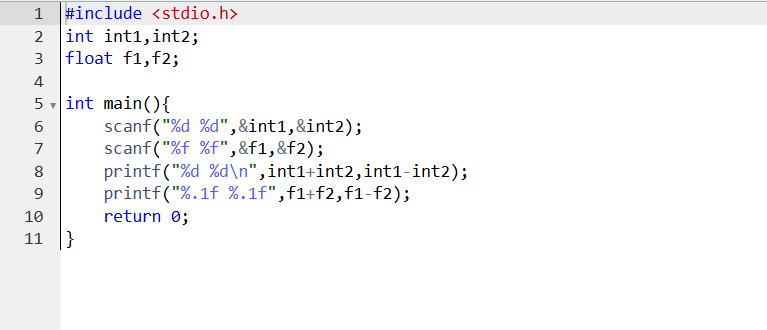 1 #include <stdio.h>
2 int int1,int2;
3 float f1,f2;
4
5 int main(){
6     scanf("%d %d",&int1,&int2);
7     scanf("%f %f",&f1,&f2);
8     printf("%d %d\n",int1+int2,int1-int2);
9     printf("%.1f %.1f",f1+f2,f1-f2);
10     return 0;
11 }